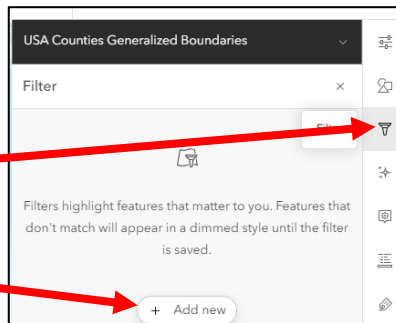 USA Counties Generalized Boundaries
Filter
Filters highlight features that matter to you. Features that
don't match will appear in a dimmed style until the filter
is saved.
+ Add new